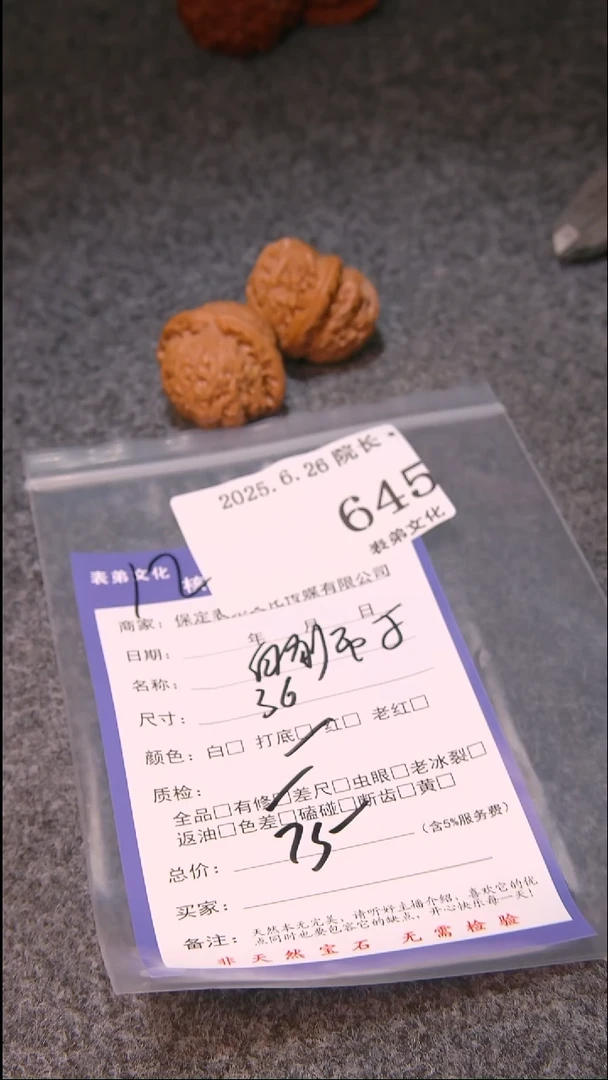 2025.6.26 院长.
645
表弟文化
表弟文化
12
商家：保定表弟文化传媒有限公司
日期： 年 月 日
名称：
尺寸： 36
颜色：白□ 打底□ 红□ 老红□
质检：
全品□有修□差尺□虫眼□老冰裂□
返油□色差□磕碰□断齿□黄□
总价： 75 （含5%服务费）
买家：
备注：天然本无完美，请听好主播介绍，喜欢它的优
点同时也要包容它的缺点，开心快乐每一天！
非天然宝石 无需检验